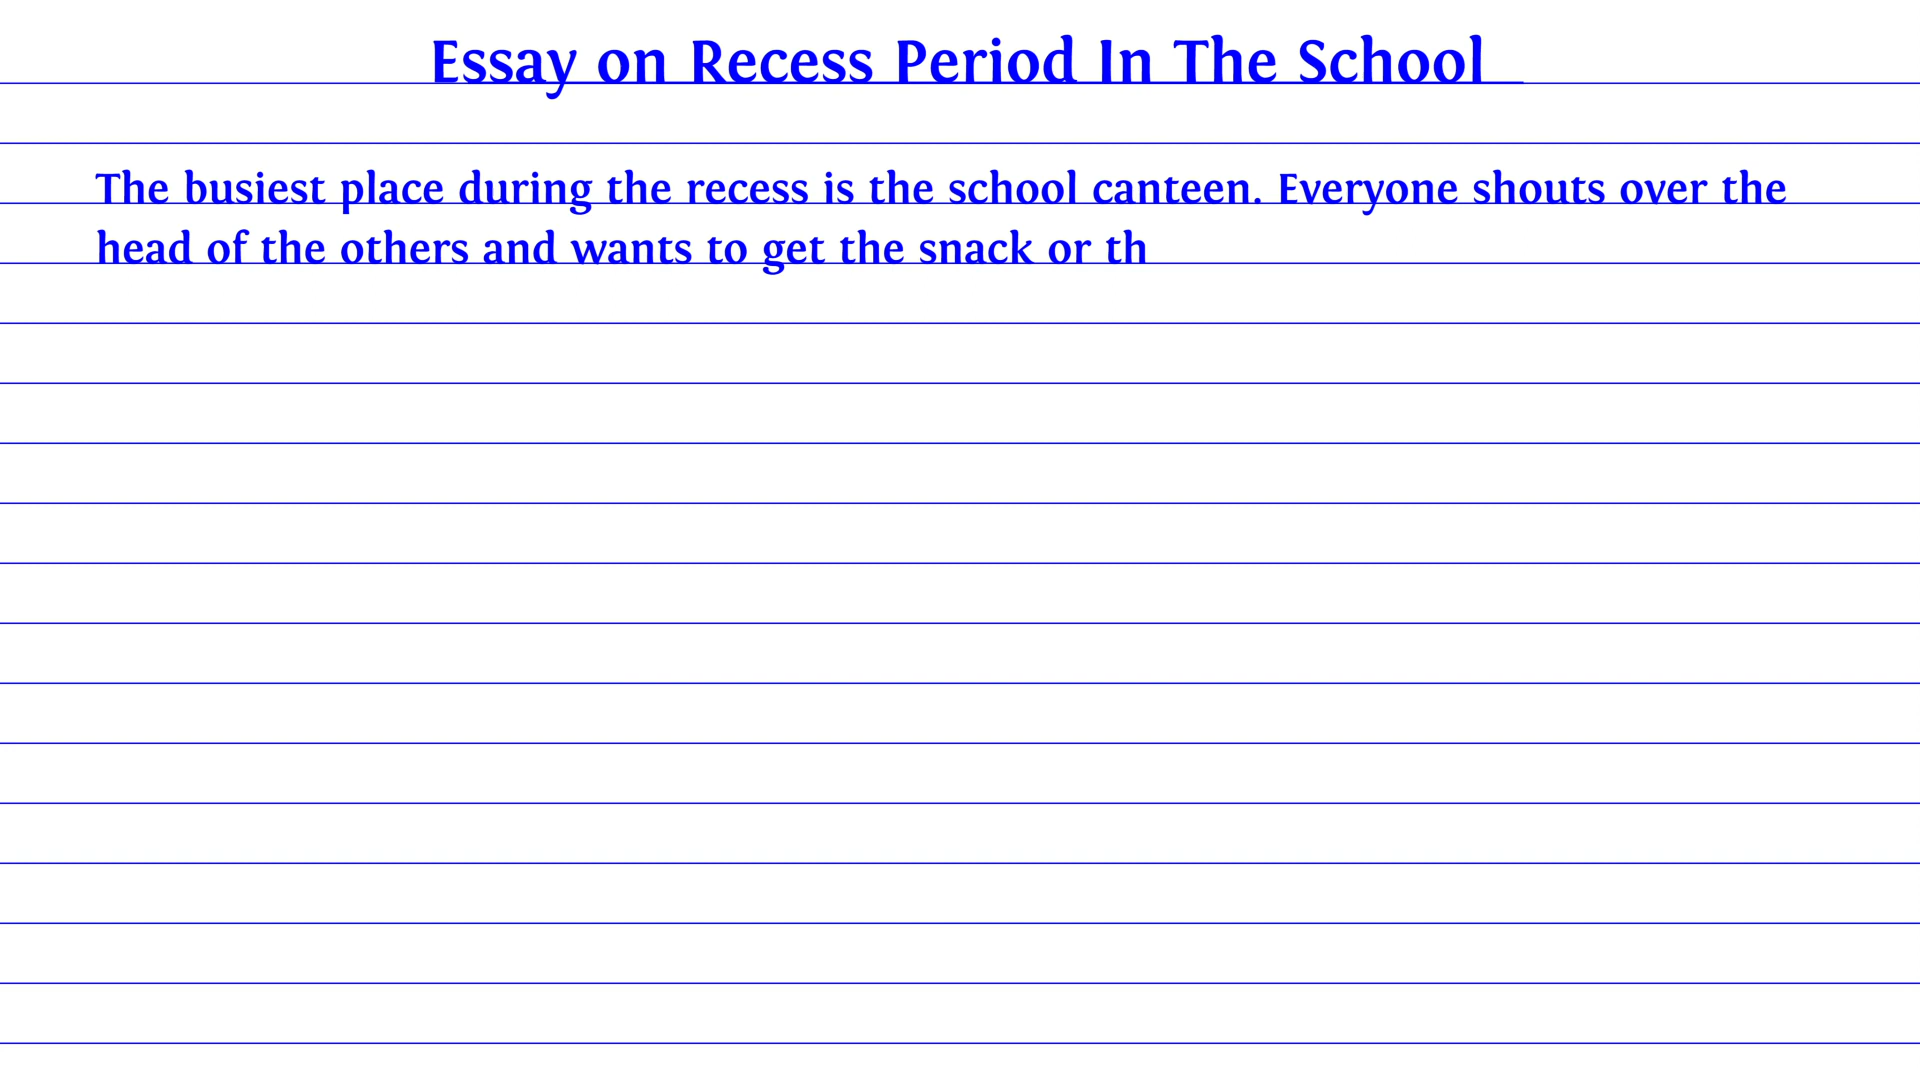 Essay on Recess Period In The School
The busiest place during the recess is the school canteen. Everyone shouts over the
head of the others and wants to get the snack or th